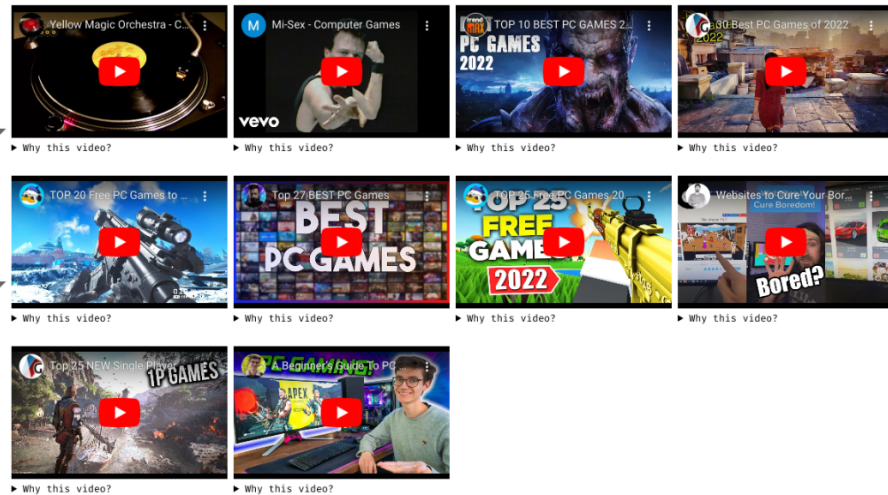 Yellow Magic Orchestra - C...
Mi-Sex - Computer Games
vevo
TOP 10 BEST PC GAMES 2...
trend
MAX
PC GAMES
2022
30 Best PC Games of 2022
2022
Why this video?
Why this video?
Why this video?
Why this video?
TOP 20 Free PC Games to ...
Top 27 BEST PC Games
BEST
PC GAMES
TOP 25 Free PC Games 20...
TOP 25
FREE
GAMES
2022
Websites to Cure Your Bor...
Cure Boredom!
Bored?
Why this video?
Why this video?
Why this video?
Why this video?
Top 25 NEW Single Player
1P GAMES
A Beginner's Guide To PC
PC GAMING!
APEX
Why this video?
Why this video?